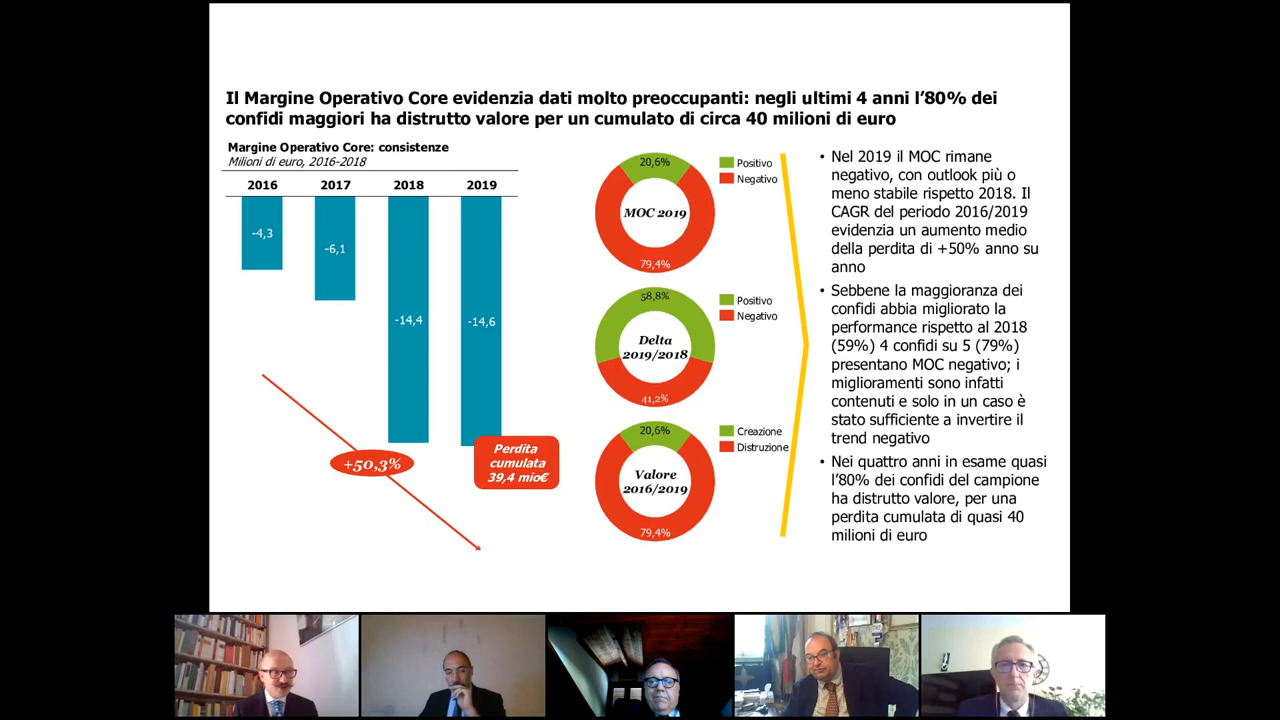 Il Margine Operativo Core evidenzia dati molto preoccupanti: negli ultimi 4 anni l'80% dei
confidi maggiori ha distrutto valore per un cumulato di circa 40 milioni di euro
Margine Operativo Core: consistenze
Milioni di euro, 2016-2018
2016 2017 2018 2019
-4,3
-6,1
-14,4
-14,6
+50,3%
Perdita
cumulata
39,4 mio€
20,6%
MOC 2019
79,4%
Positivo
Negativo
58,8%
Delta
2019/2018
41,2%
Positivo
Negativo
20,6%
Valore
2016/2019
79,4%
Creazione
Distruzione
• Nel 2019 il MOC rimane
negativo, con outlook più o
meno stabile rispetto 2018. Il
CAGR del periodo 2016/2019
evidenzia un aumento medio
della perdita di +50% anno su
anno
• Sebbene la maggioranza dei
confidi abbia migliorato la
performance rispetto al 2018
(59%) 4 confidi su 5 (79%)
presentano MOC negativo; i
miglioramenti sono infatti
contenuti e solo in un caso è
stato sufficiente a invertire il
trend negativo
• Nei quattro anni in esame quasi
l'80% dei confidi del campione
ha distrutto valore, per una
perdita cumulata di quasi 40
milioni di euro